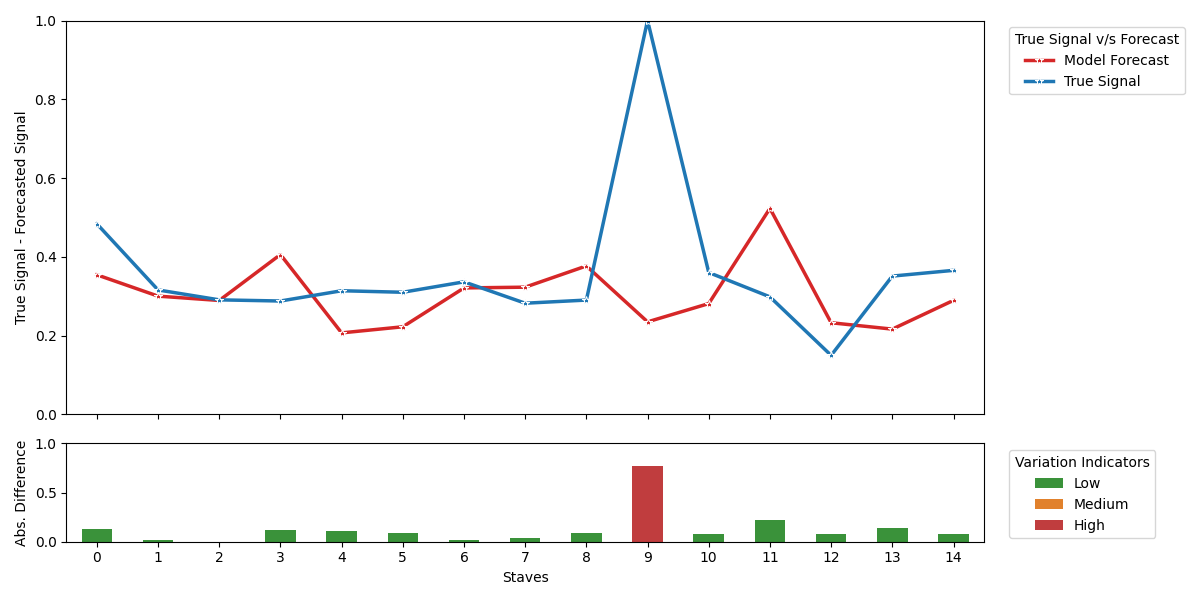 True Signal - Forecasted Signal
1.0
0.8
0.6
0.4
0.2
0.0
True Signal v/s Forecast
Model Forecast
True Signal
Abs. Difference
1.0
0.5
0.0
0 1 2 3 4 5 6 7 8 9 10 11 12 13 14
Staves
Variation Indicators
Low
Medium
High